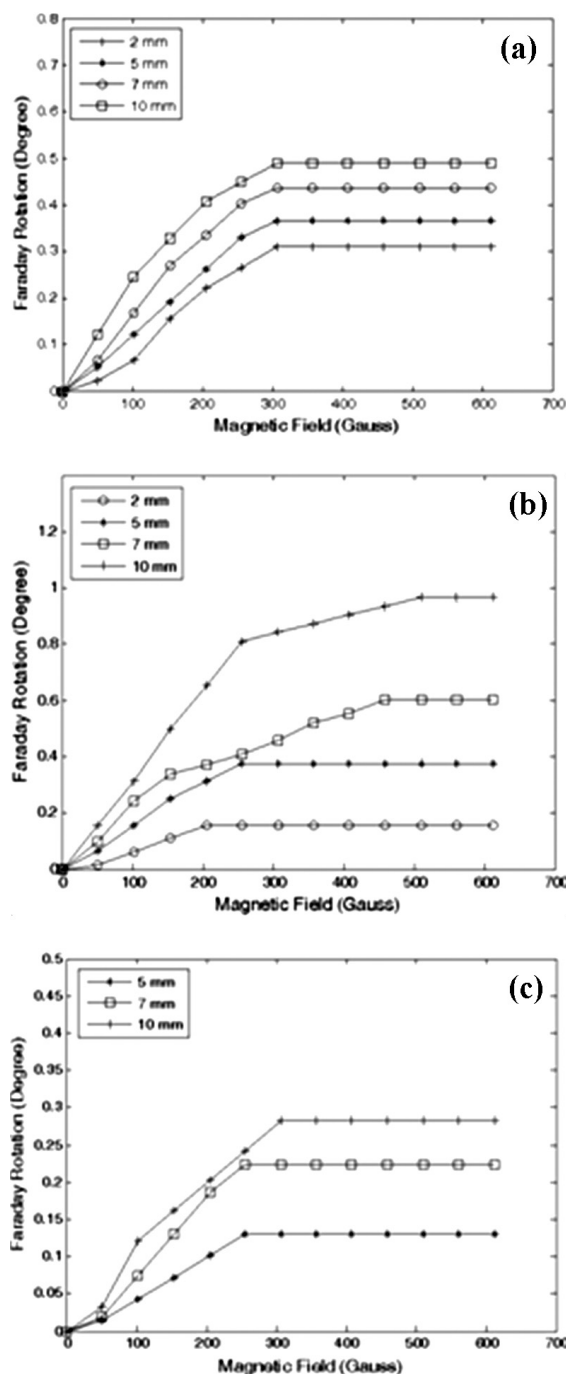 (a)
2 mm
5 mm
7 mm
10 mm
0.8
0.7
0.6
0.5
0.4
0.3
0.2
0.1
0
Faraday Rotation (Degree)
0 100 200 300 400 500 600 700
Magnetic Field (Gauss)
(b)
2 mm
5 mm
7 mm
10 mm
1.2
1
0.8
0.6
0.4
0.2
0
Faraday Rotation (Degree)
0 100 200 300 400 500 600 700
Magnetic Field (Gauss)
(c)
5 mm
7 mm
10 mm
0.5
0.45
0.4
0.35
0.3
0.25
0.2
0.15
0.1
0.05
0
Faraday Rotation (Degree)
0 100 200 300 400 500 600 700
Magnetic Field (Gauss)